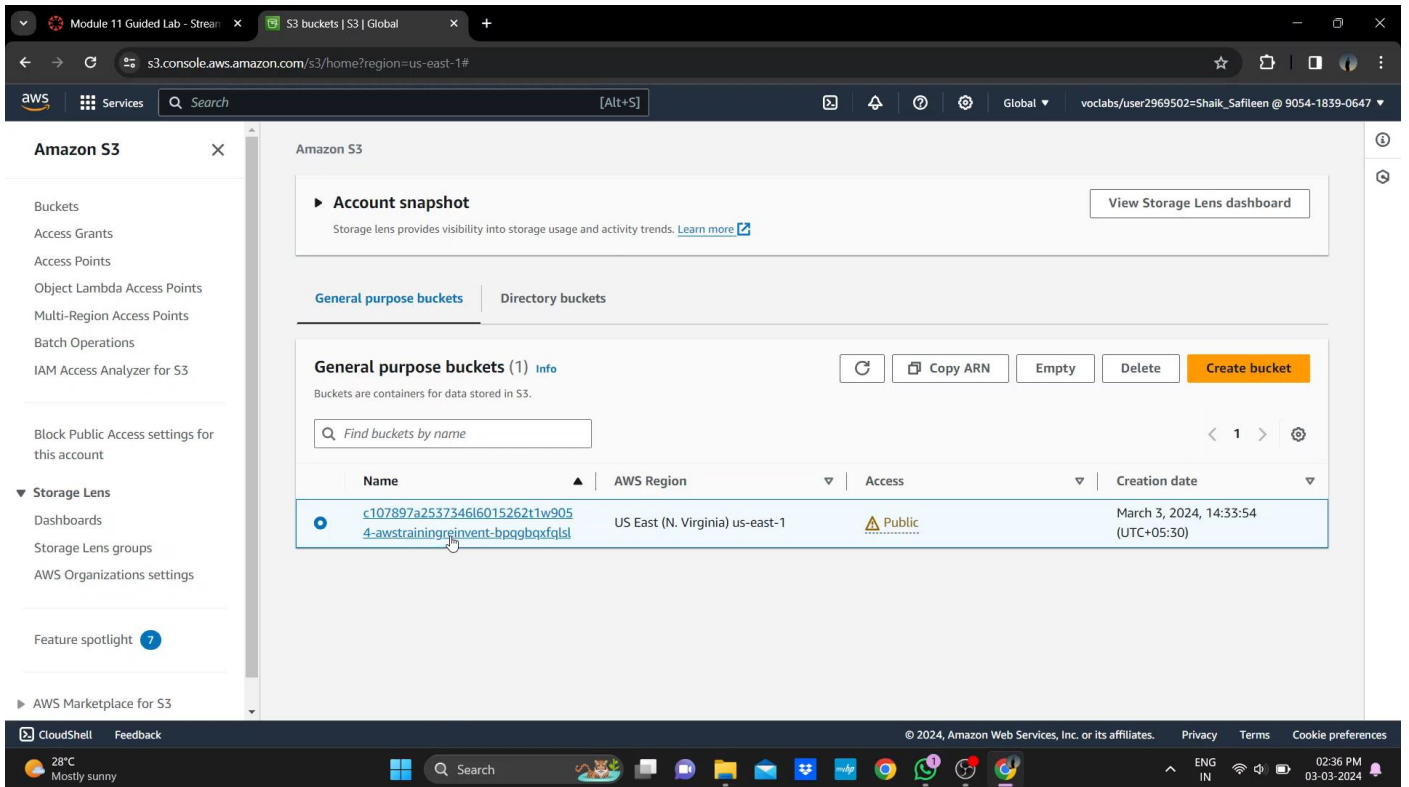 Module 11 Guided Lab - Stream
S3 buckets | S3 | Global
s3.console.aws.amazon.com/s3/home?region=us-east-1#
aws
Services
Search
[Alt+S]
Global
voclabs/user2969502=Shaik_Safileen @ 9054-1839-0647
Amazon S3
Buckets
Access Grants
Access Points
Object Lambda Access Points
Multi-Region Access Points
Batch Operations
IAM Access Analyzer for S3
Block Public Access settings for
this account
Storage Lens
Dashboards
Storage Lens groups
AWS Organizations settings
Feature spotlight 7
AWS Marketplace for S3
Amazon S3
Account snapshot
View Storage Lens dashboard
Storage lens provides visibility into storage usage and activity trends. Learn more
General purpose buckets
Directory buckets
General purpose buckets (1) Info
Copy ARN
Empty
Delete
Create bucket
Buckets are containers for data stored in S3.
Find buckets by name
1
Name
AWS Region
Access
Creation date
c107897a2537346l6015262t1w905
4-awstrainingreinvent-bpqgbqxfqlsl
US East (N. Virginia) us-east-1
Public
March 3, 2024, 14:33:54
(UTC+05:30)
CloudShell
Feedback
© 2024, Amazon Web Services, Inc. or its affiliates.
Privacy
Terms
Cookie preferences
28°C
Mostly sunny
Search
myhp
1
ENG
IN
02:36 PM
03-03-2024